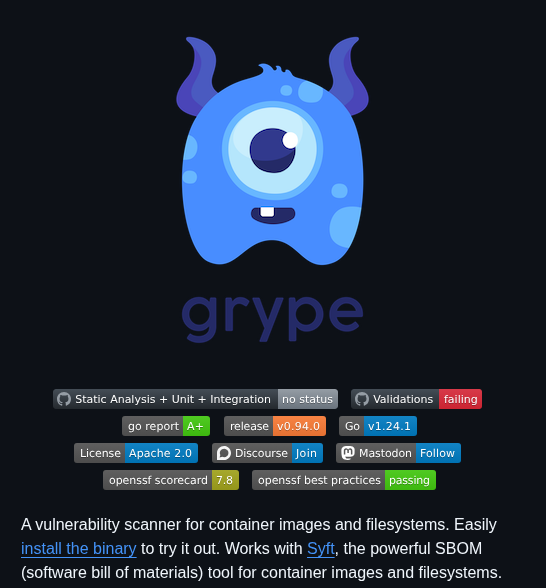 grype
Static Analysis + Unit + Integration no status Validations failing
go report A+ release v0.94.0 Go v1.24.1
License Apache 2.0 Discourse Join Mastodon Follow
openssf scorecard 7.8 openssf best practices passing
A vulnerability scanner for container images and filesystems. Easily
install the binary to try it out. Works with Syft, the powerful SBOM
(software bill of materials) tool for container images and filesystems.